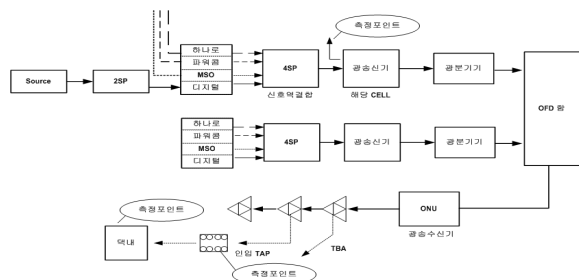 측정포인트
하나로
파워콤
MSO
디지털
Source
2SP
4SP
광송신기
광분기기
OFD 함
신호역결합
해당 CELL
하나로
파워콤
MSO
디지털
4SP
광송신기
광분기기
측정포인트
ONU
광송수신기
댁내
인입 TAP
TBA
측정포인트